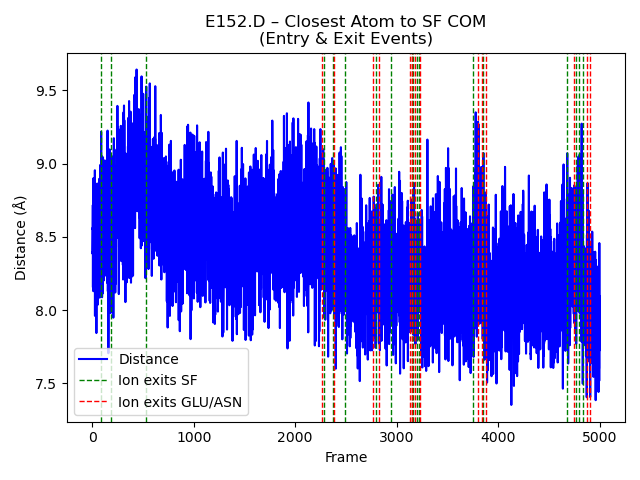 E152.D – Closest Atom to SF COM
(Entry & Exit Events)
Distance (Å)
9.5
9.0
8.5
8.0
7.5
Distance
Ion exits SF
Ion exits GLU/ASN
0
1000
2000
3000
4000
5000
Frame